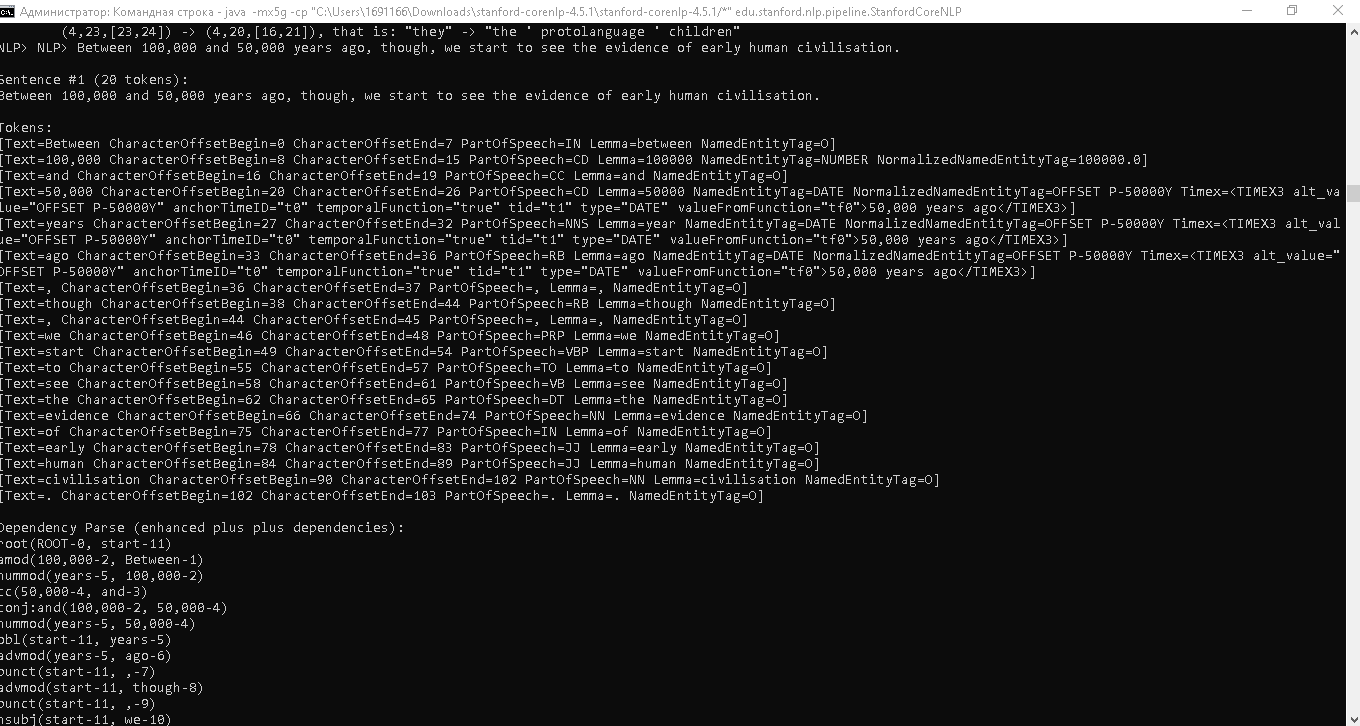 Администратор: Командная строка - java -mx5g -cp "C:\Users\1691166\Downloads\stanford-corenlp-4.5.1\stanford-corenlp-4.5.1/*" edu.stanford.nlp.pipeline.StanfordCoreNLP
(4,23,[23,24]) -> (4,20,[16,21]), that is: "they" -> "the ' protolanguage ' children"
NLP> NLP> Between 100,000 and 50,000 years ago, though, we start to see the evidence of early human civilisation.
Sentence #1 (20 tokens):
Between 100,000 and 50,000 years ago, though, we start to see the evidence of early human civilisation.
Tokens:
[Text=Between CharacterOffsetBegin=0 CharacterOffsetEnd=7 PartOfSpeech=IN Lemma=between NamedEntityTag=O]
[Text=100,000 CharacterOffsetBegin=8 CharacterOffsetEnd=15 PartOfSpeech=CD Lemma=100000 NamedEntityTag=NUMBER NormalizedNamedEntityTag=100000.0]
[Text=and CharacterOffsetBegin=16 CharacterOffsetEnd=19 PartOfSpeech=CC Lemma=and NamedEntityTag=O]
[Text=50,000 CharacterOffsetBegin=20 CharacterOffsetEnd=26 PartOfSpeech=CD Lemma=50000 NamedEntityTag=DATE NormalizedNamedEntityTag=OFFSET P-50000Y Timex=<TIMEX3 alt_va
lue="OFFSET P-50000Y" anchorTimeID="t0" temporalFunction="true" tid="t1" type="DATE" valueFromFunction="tf0">50,000 years ago</TIMEX3>]
[Text=years CharacterOffsetBegin=27 CharacterOffsetEnd=32 PartOfSpeech=NNS Lemma=year NamedEntityTag=DATE NormalizedNamedEntityTag=OFFSET P-50000Y Timex=<TIMEX3 alt_val
ue="OFFSET P-50000Y" anchorTimeID="t0" temporalFunction="true" tid="t1" type="DATE" valueFromFunction="tf0">50,000 years ago</TIMEX3>]
[Text=ago CharacterOffsetBegin=33 CharacterOffsetEnd=36 PartOfSpeech=RB Lemma=ago NamedEntityTag=DATE NormalizedNamedEntityTag=OFFSET P-50000Y Timex=<TIMEX3 alt_value="
OFFSET P-50000Y" anchorTimeID="t0" temporalFunction="true" tid="t1" type="DATE" valueFromFunction="tf0">50,000 years ago</TIMEX3>]
[Text=, CharacterOffsetBegin=36 CharacterOffsetEnd=37 PartOfSpeech=, Lemma=, NamedEntityTag=O]
[Text=though CharacterOffsetBegin=38 CharacterOffsetEnd=44 PartOfSpeech=RB Lemma=though NamedEntityTag=O]
[Text=, CharacterOffsetBegin=44 CharacterOffsetEnd=45 PartOfSpeech=, Lemma=, NamedEntityTag=O]
[Text=we CharacterOffsetBegin=46 CharacterOffsetEnd=48 PartOfSpeech=PRP Lemma=we NamedEntityTag=O]
[Text=start CharacterOffsetBegin=49 CharacterOffsetEnd=54 PartOfSpeech=VBP Lemma=start NamedEntityTag=O]
[Text=to CharacterOffsetBegin=55 CharacterOffsetEnd=57 PartOfSpeech=TO Lemma=to NamedEntityTag=O]
[Text=see CharacterOffsetBegin=58 CharacterOffsetEnd=61 PartOfSpeech=VB Lemma=see NamedEntityTag=O]
[Text=the CharacterOffsetBegin=62 CharacterOffsetEnd=65 PartOfSpeech=DT Lemma=the NamedEntityTag=O]
[Text=evidence CharacterOffsetBegin=66 CharacterOffsetEnd=74 PartOfSpeech=NN Lemma=evidence NamedEntityTag=O]
[Text=of CharacterOffsetBegin=75 CharacterOffsetEnd=77 PartOfSpeech=IN Lemma=of NamedEntityTag=O]
[Text=early CharacterOffsetBegin=78 CharacterOffsetEnd=83 PartOfSpeech=JJ Lemma=early NamedEntityTag=O]
[Text=human CharacterOffsetBegin=84 CharacterOffsetEnd=89 PartOfSpeech=JJ Lemma=human NamedEntityTag=O]
[Text=civilisation CharacterOffsetBegin=90 CharacterOffsetEnd=102 PartOfSpeech=NN Lemma=civilisation NamedEntityTag=O]
[Text=. CharacterOffsetBegin=102 CharacterOffsetEnd=103 PartOfSpeech=. Lemma=. NamedEntityTag=O]
Dependency Parse (enhanced plus plus dependencies):
root(ROOT-0, start-11)
amod(100,000-2, Between-1)
nummod(years-5, 100,000-2)
cc(50,000-4, and-3)
conj:and(100,000-2, 50,000-4)
nummod(years-5, 50,000-4)
obl(start-11, years-5)
advmod(years-5, ago-6)
punct(start-11, ,-7)
advmod(start-11, though-8)
punct(start-11, ,-9)
nsubj(start-11, we-10)